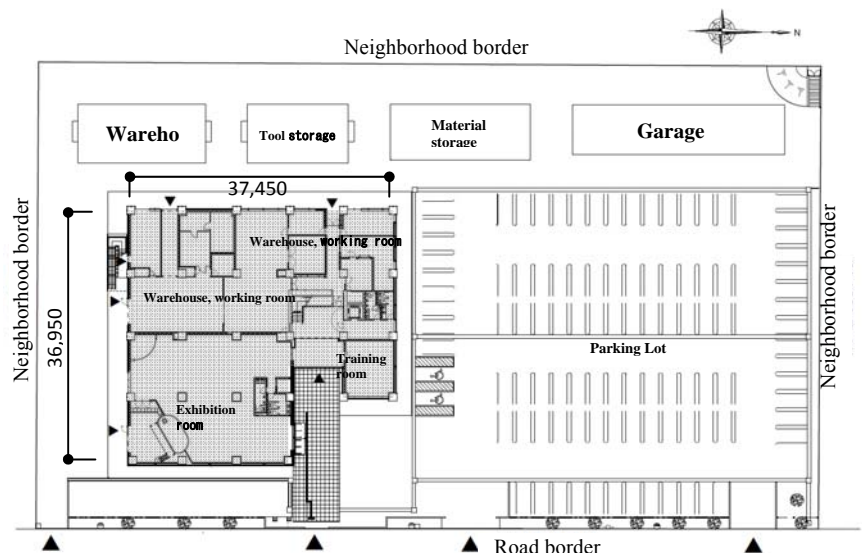 Neighborhood border
N
Wareho
Tool storage
Material
storage
Garage
37,450
Neighborhood border
36,950
Neighborhood border
Warehouse, working room
Warehouse, working room
Training
room
Parking Lot
Exhibition
room
Road border